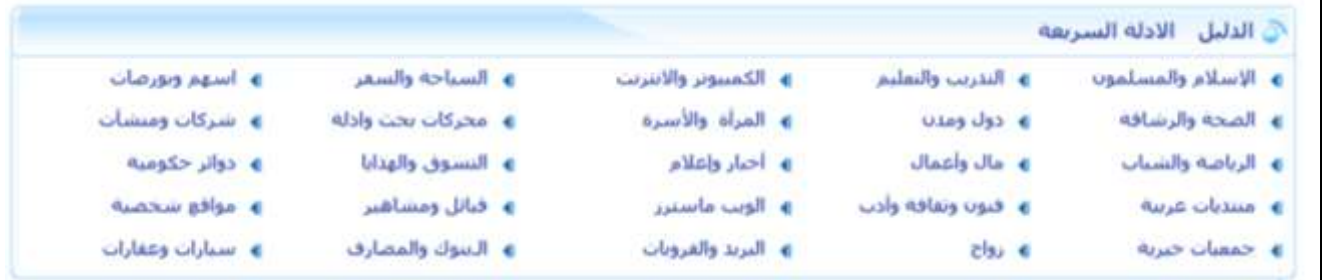 الدليل الادلة السريعة
الإسلام والمسلمون التدريب والتعليم الكمبيوتر والانترنت السياحة والسفر اسهم وبورصات
الصحة والرشاقة دول ومدن المرأة والأسرة محركات بحث وادلة شركات ومنشآت
الرياضة والشباب مال وأعمال أخبار وإعلام التسوق والهدايا دوائر حكومية
منتديات عربية فنون وثقافة وأدب الويب ماسترز قبائل ومشاهير مواقع شخصية
جمعيات خيرية زواج البريد والقروبات البنوك والمصارف سيارات وعقارات